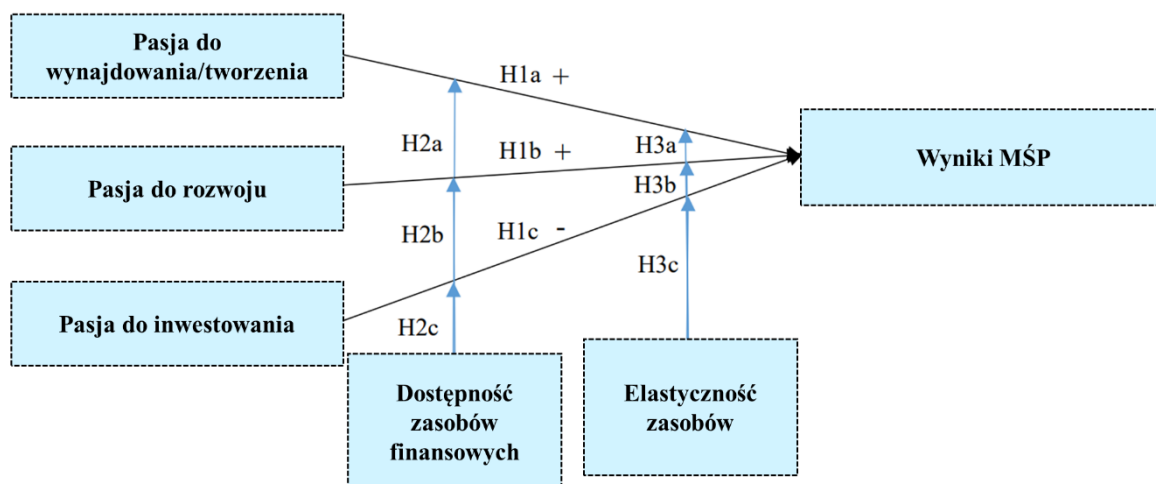 Pasja do
wynajdowania/tworzenia
H1a +
H2a
H3a
H1b +
Wyniki MŚP
Pasja do rozwoju
H3b
H2b
H1c -
H3c
Pasja do inwestowania
H2c
Dostępność
zasobów
finansowych
Elastyczność
zasobów